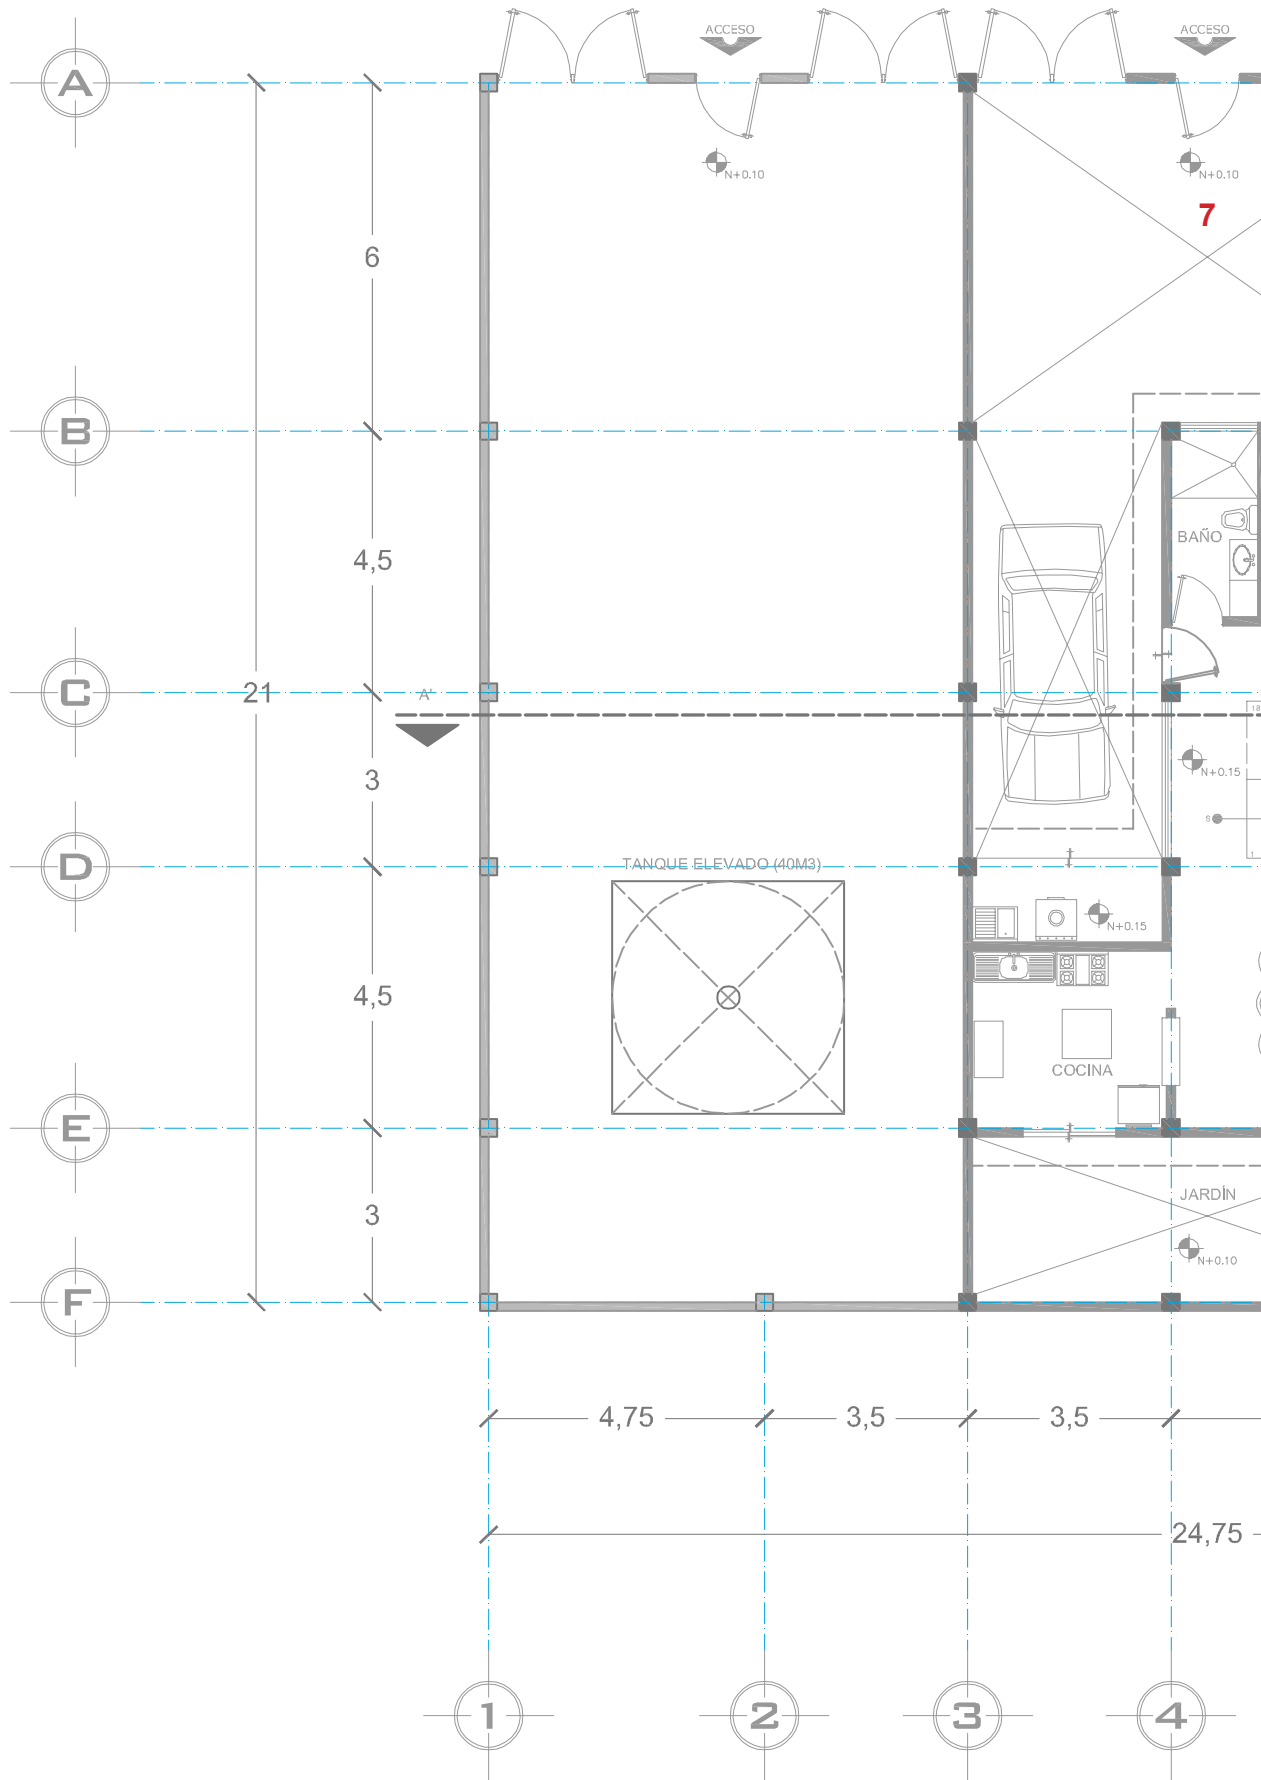 ACCESO
ACCESO
A
N+0.10
N+0.10
7
6
B
4,5
BAÑO
C
21
A'
18
3
N+0.15
S
1
D
TANQUE ELEVADO (40M3)
N+0.15
4,5
COCINA
E
JARDÍN
3
N+0.10
F
4,75
3,5
3,5
24,75
1
2
3
4